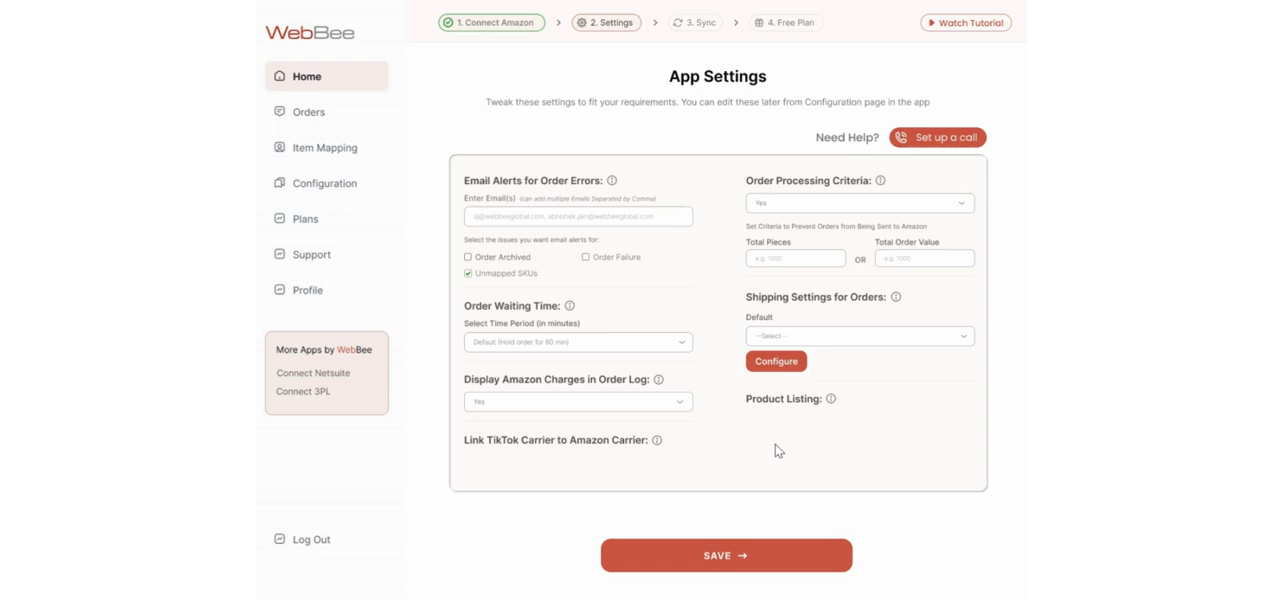 WebBee
1. Connect Amazon > 2. Settings > 3. Sync > 4. Free Plan
Watch Tutorial
Home
Orders
Item Mapping
Configuration
Plans
Support
Profile
More Apps by WebBee
Connect Netsuite
Connect 3PL
Log Out
App Settings
Tweak these settings to fit your requirements. You can edit these later from Configuration page in the app
Need Help? Set up a call
Email Alerts for Order Errors:
Enter Email(s) (can add multiple Emails Separated by Comma)
sj@webbeeglobal.com, abhishek.jain@webbeeglobal.com
Select the issues you want email alerts for:
Order Archived Order Failure
Unmapped SKUs
Order Waiting Time:
Select Time Period (in minutes)
Default (Hold order for 60 min)
Display Amazon Charges in Order Log:
Yes
Link TikTok Carrier to Amazon Carrier:
Order Processing Criteria:
Yes
Set Criteria to Prevent Orders from Being Sent to Amazon
Total Pieces Total Order Value
e.g. 1000 OR e.g. 1000
Shipping Settings for Orders:
Default
--Select--
Configure
Product Listing:
SAVE →